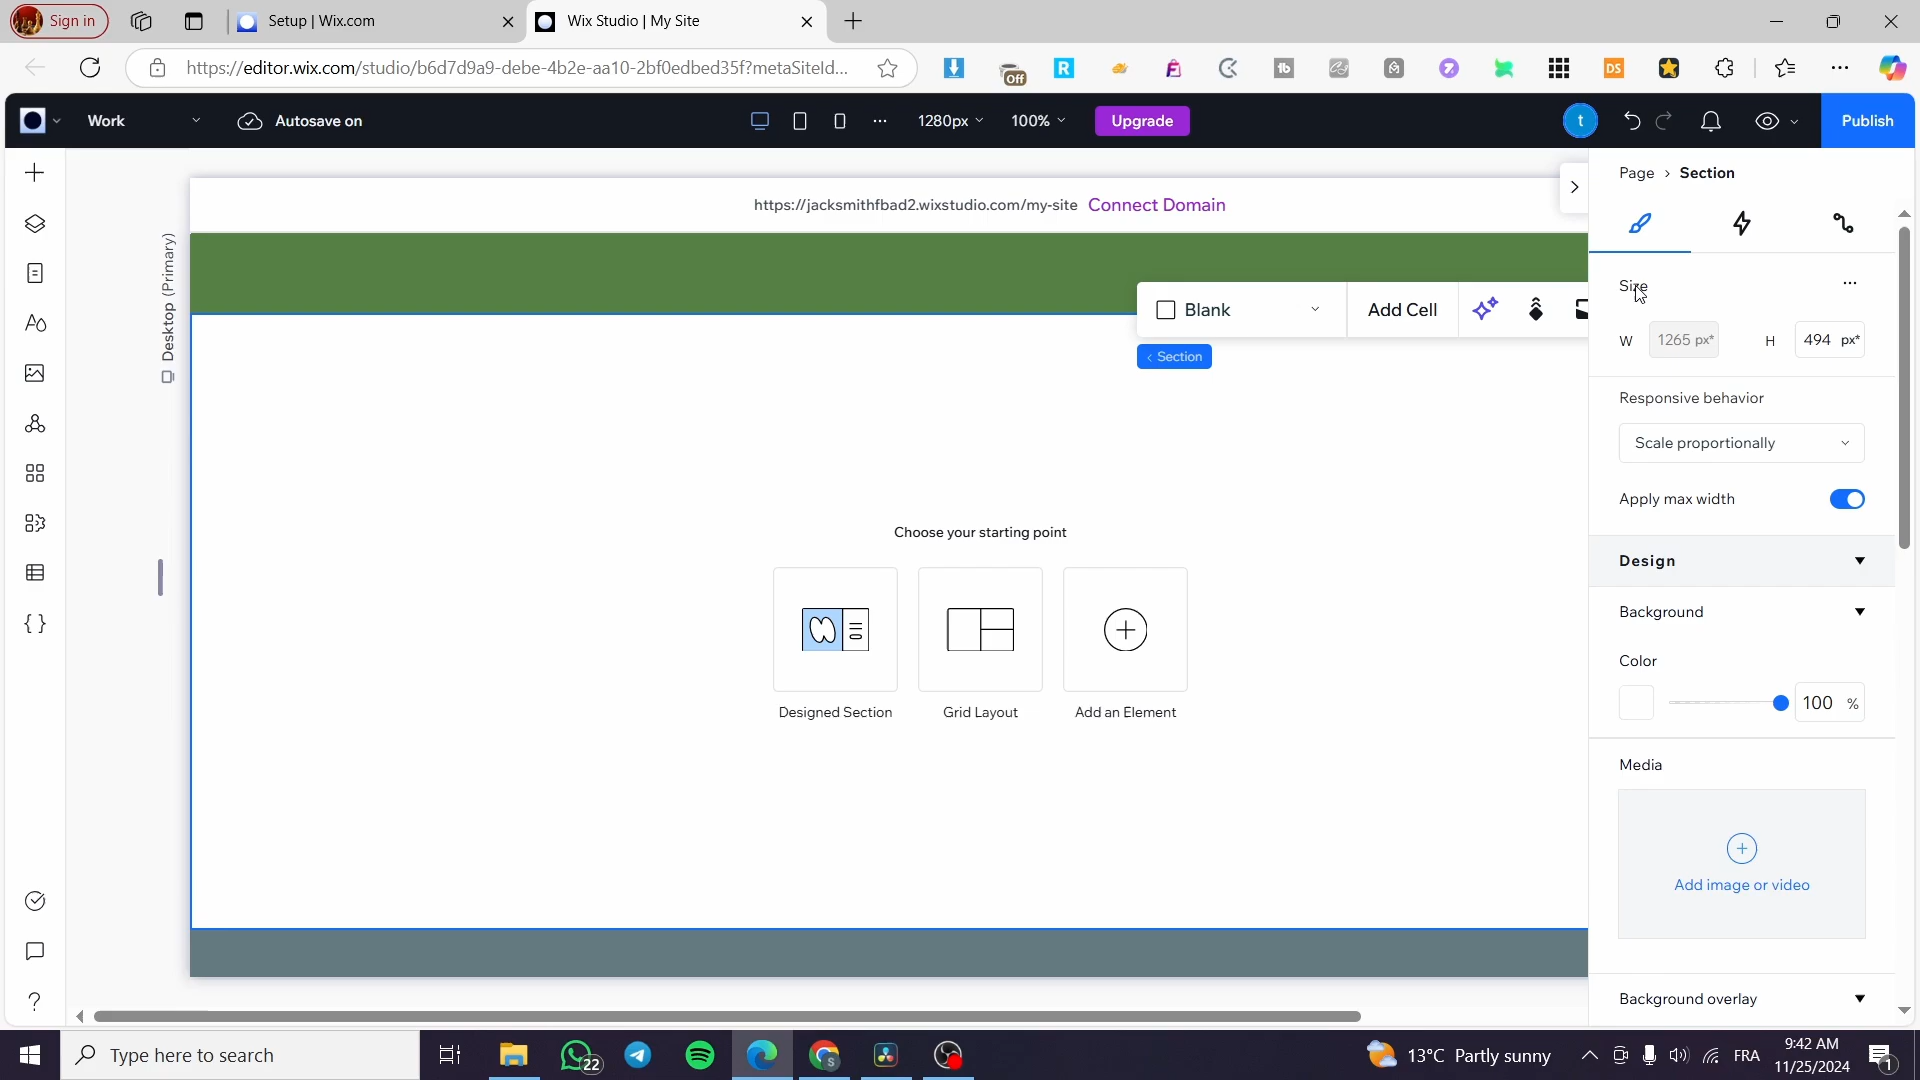 Sign in
Setup | Wix.com
Wix Studio | My Site
https://editor.wix.com/studio/b6d7d9a9-debe-4b2e-aa10-2bf0edbed35f?metaSiteId...
Off
Work
Autosave on
1280px
100%
Upgrade
t
Publish
Page > Section
https://jacksmithfbad2.wixstudio.com/my-site Connect Domain
Desktop (Primary)
Blank
Add Cell
Section
Size
W 1265 px*
H 494 px*
Responsive behavior
Scale proportionally
Apply max width
Choose your starting point
Designed Section
Grid Layout
Add an Element
Design
Background
Color
100 %
Media
Add image or video
Background overlay
Type here to search
22
13°C Partly sunny
FRA
9:42 AM
11/25/2024
1